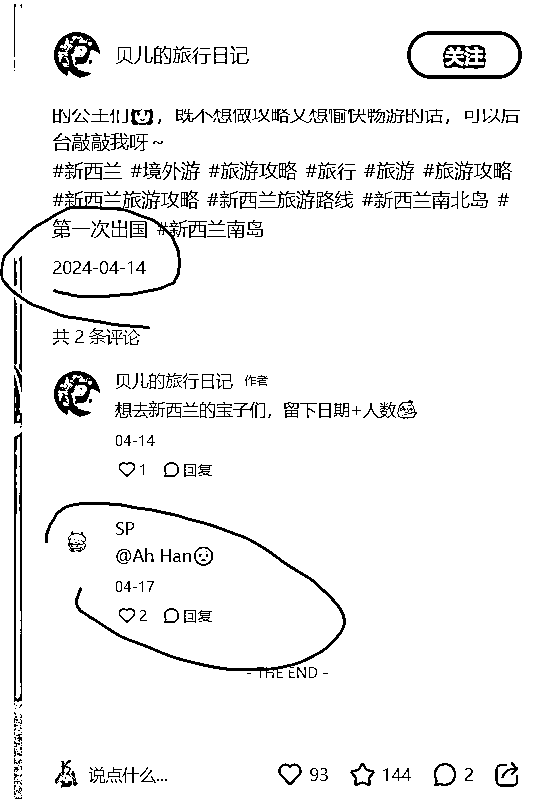 贝儿的旅行日记
关注
的公主们，既不想做攻略又想愉快畅游的话，可以后
台敲敲我呀~
#新西兰 #境外游 #旅游攻略 #旅行 #旅游 #旅游攻略
#新西兰旅游攻略 #新西兰旅游路线 #新西兰南北岛 #
第一次出国 #新西兰南岛
2024-04-14
共 2 条评论
贝儿的旅行日记 作者
想去新西兰的宝子们，留下日期+人数
04-14
1 回复
SP
@Ah Han
04-17
2 回复
- THE END -
说点什么... 93 144 2